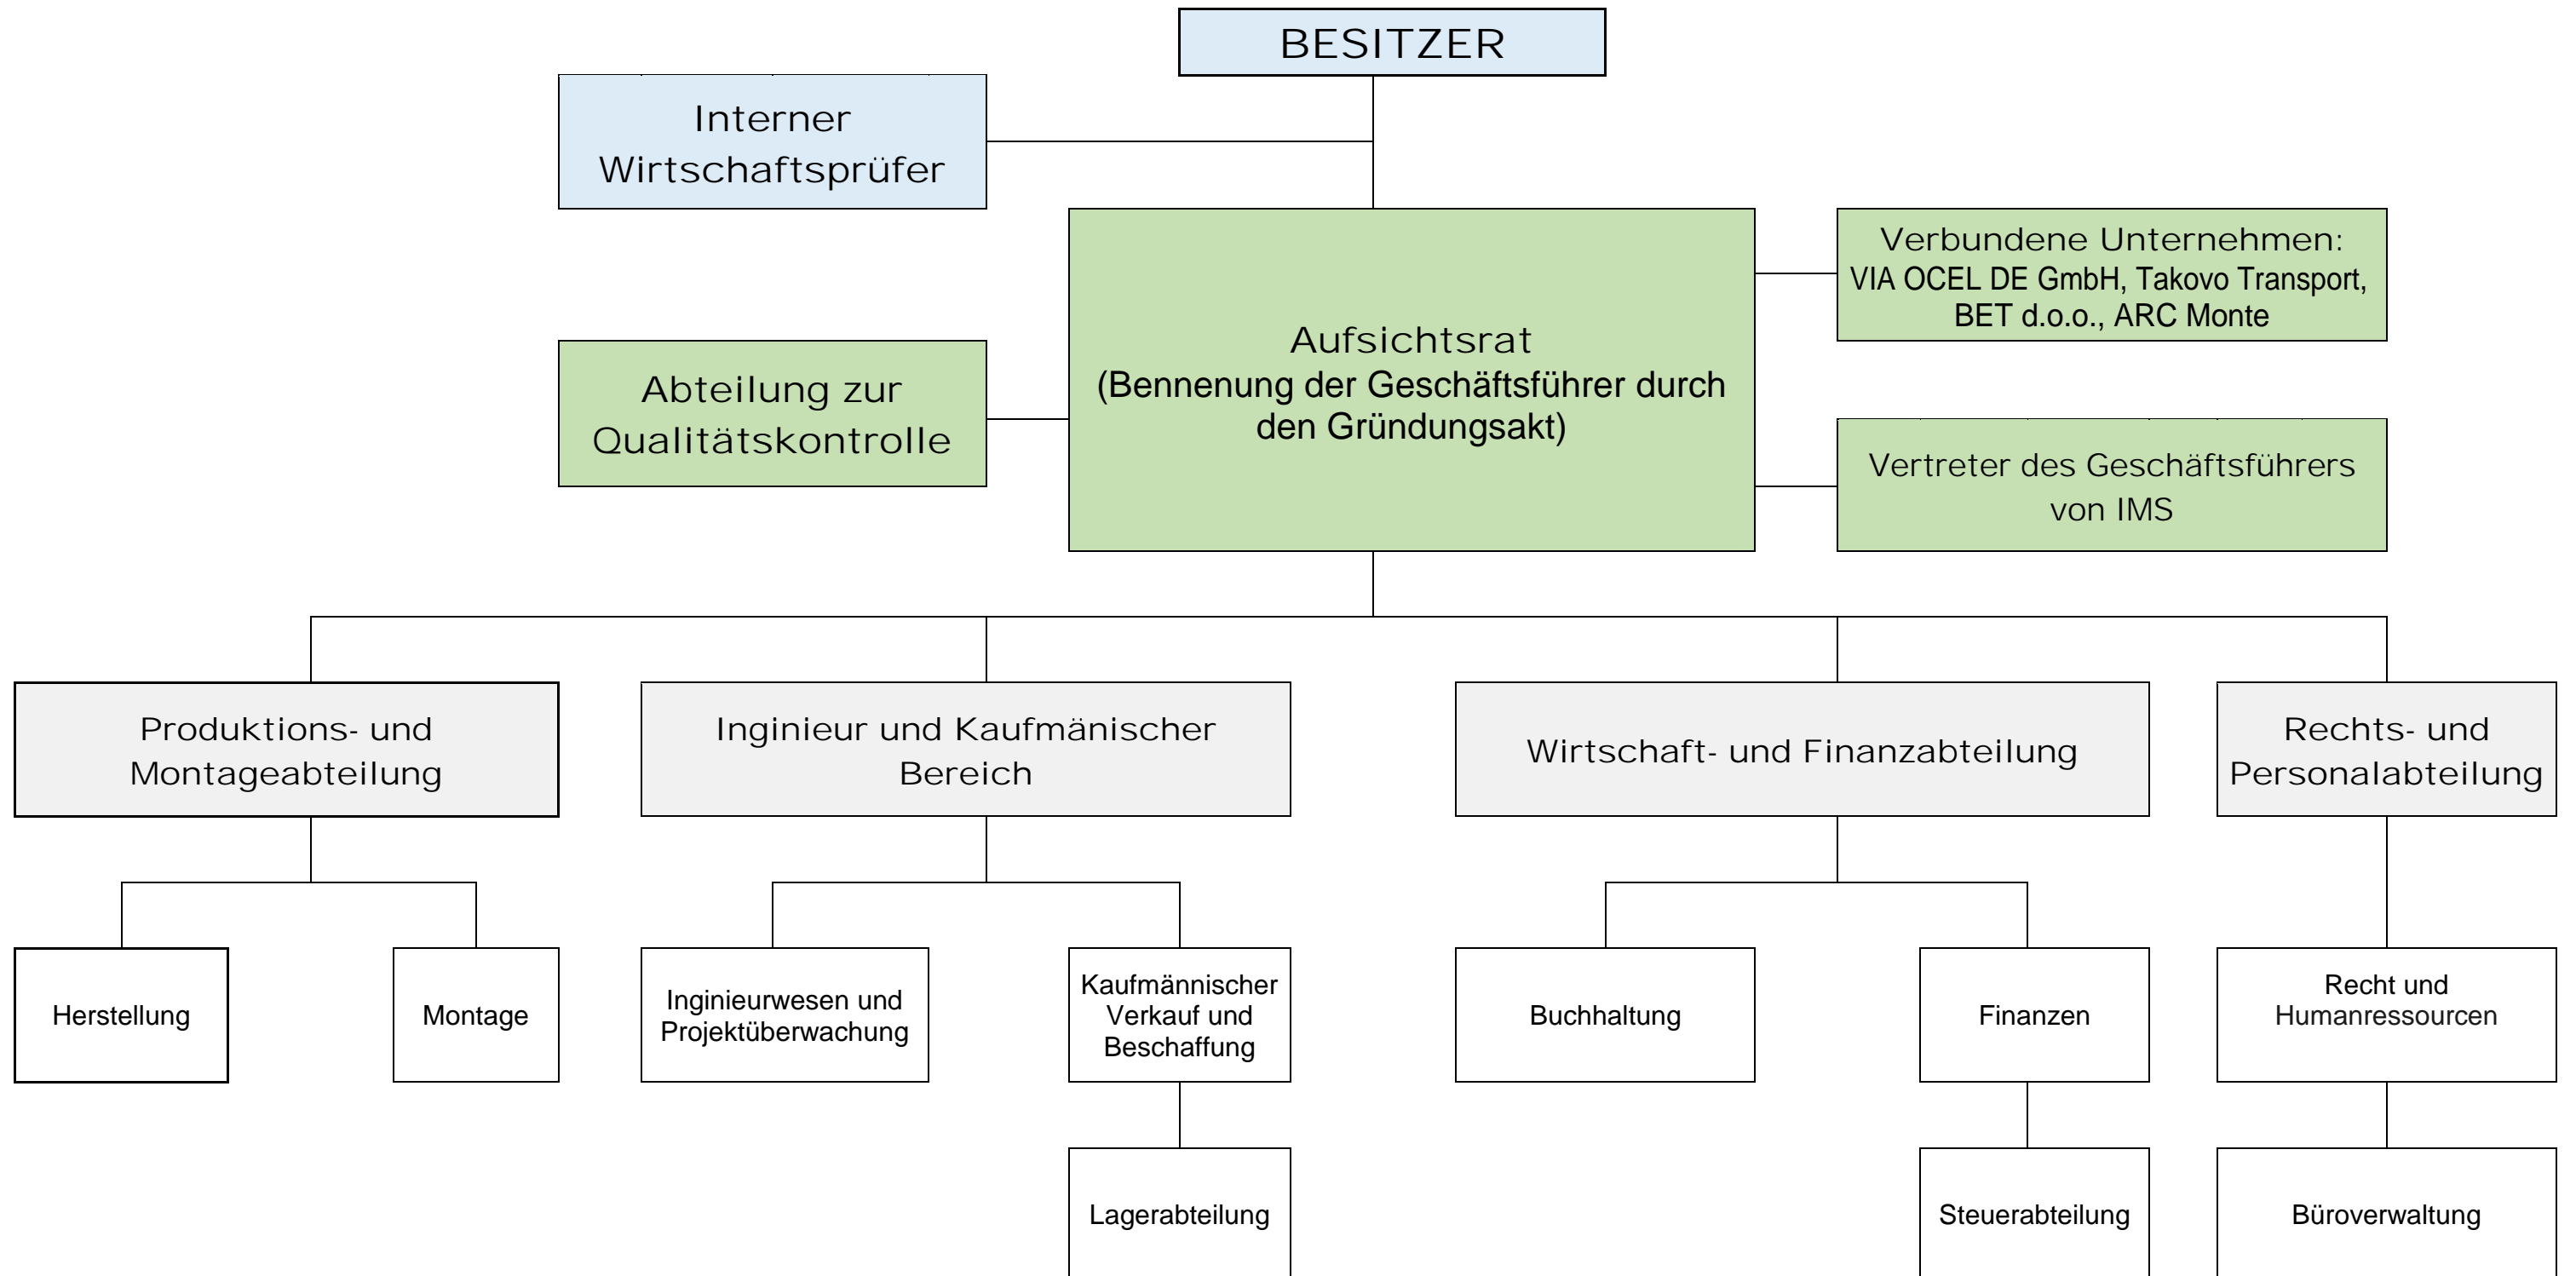 BESITZER
Interner
Wirtschaftsprüfer
Verbundene Unternehmen:
VIA OCEL DE GmbH, Takovo Transport,
BET d.o.o., ARC Monte
Aufsichtsrat
(Bennenung der Geschäftsführer durch
den Gründungsakt)
Abteilung zur
Qualitätskontrolle
Vertreter des Geschäftsführers
von IMS
Produktions- und
Montageabteilung
Inginieur und Kaufmänischer
Bereich
Wirtschaft- und Finanzabteilung
Rechts- und
Personalabteilung
Herstellung
Montage
Inginieurwesen und
Projektüberwachung
Kaufmännischer
Verkauf und
Beschaffung
Buchhaltung
Finanzen
Recht und
Humanressourcen
Lagerabteilung
Steuerabteilung
Büroverwaltung